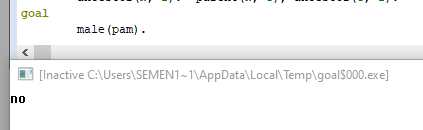 goal
male(pam).
[Inactive C:\Users\SEMEN1~1\AppData\Local\Temp\goal$000.exe]
no